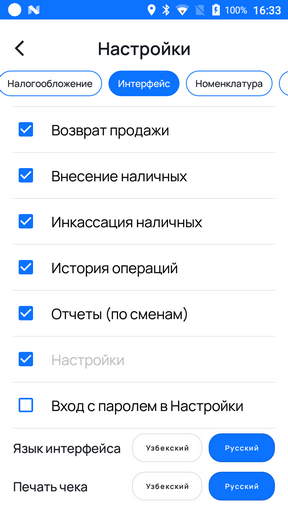 100% 16:33
Настройки
Налогообложение Интерфейс Номенклатура
Возврат продажи
Внесение наличных
Инкассация наличных
История операций
Отчеты (по сменам)
Настройки
Вход с паролем в Настройки
Язык интерфейса Узбекский Русский
Печать чека Узбекский Русский